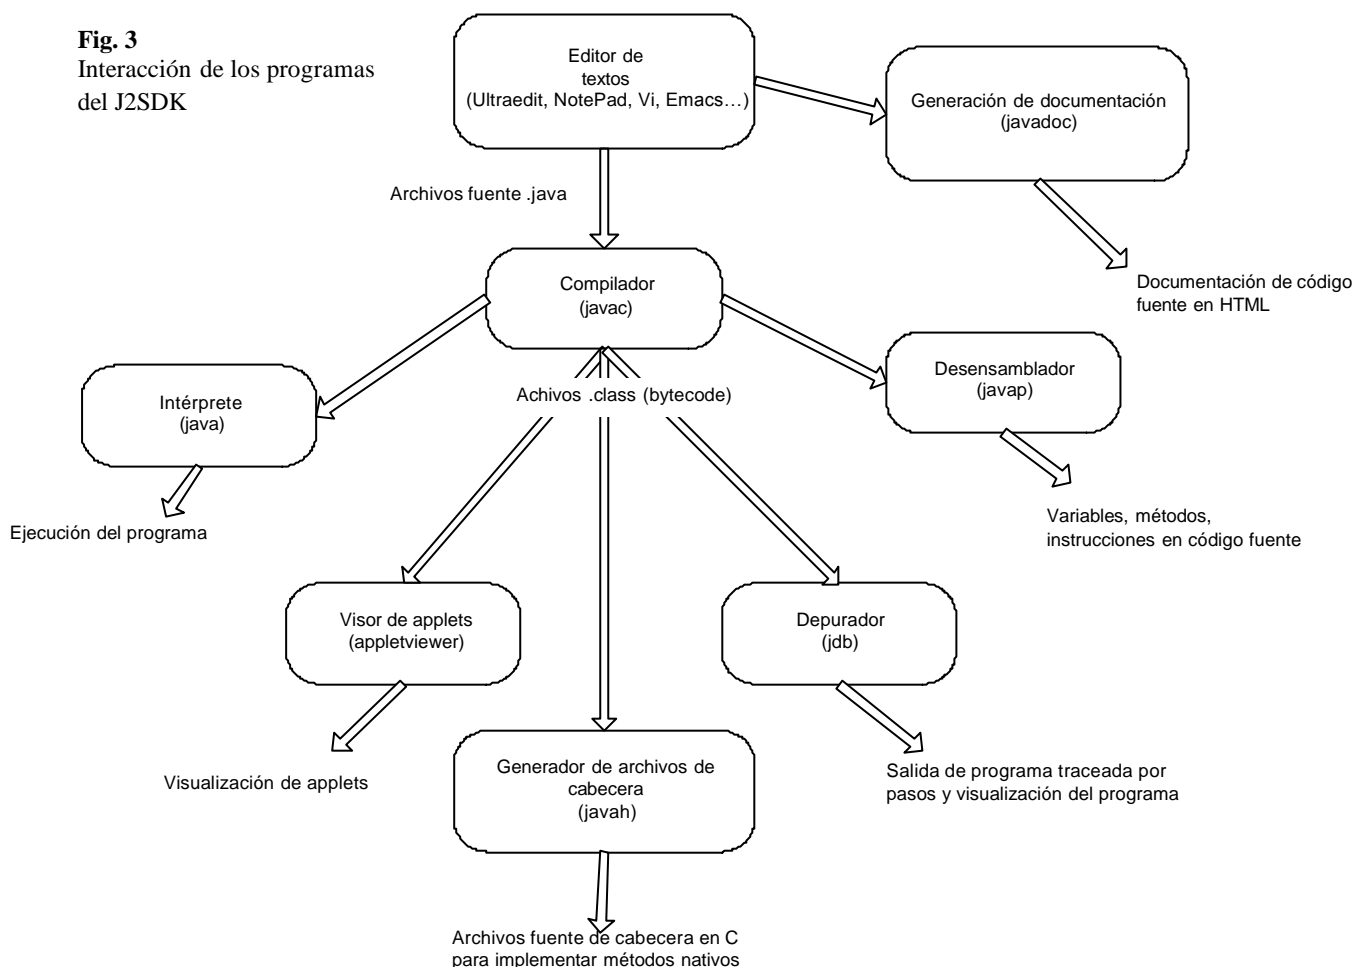 Fig. 3
Interacción de los programas
del J2SDK
Editor de
textos
(Ultraedit, NotePad, Vi, Emacs…)
Generación de documentación
(javadoc)
Archivos fuente .java
Documentación de código
fuente en HTML
Compilador
(javac)
Desensamblador
(javap)
Intérprete
(java)
Achivos .class (bytecode)
Ejecución del programa
Variables, métodos,
instrucciones en código fuente
Visor de applets
(appletviewer)
Depurador
(jdb)
Visualización de applets
Generador de archivos de
cabecera
(javah)
Salida de programa traceada por
pasos y visualización del programa
Archivos fuente de cabecera en C
para implementar métodos nativos